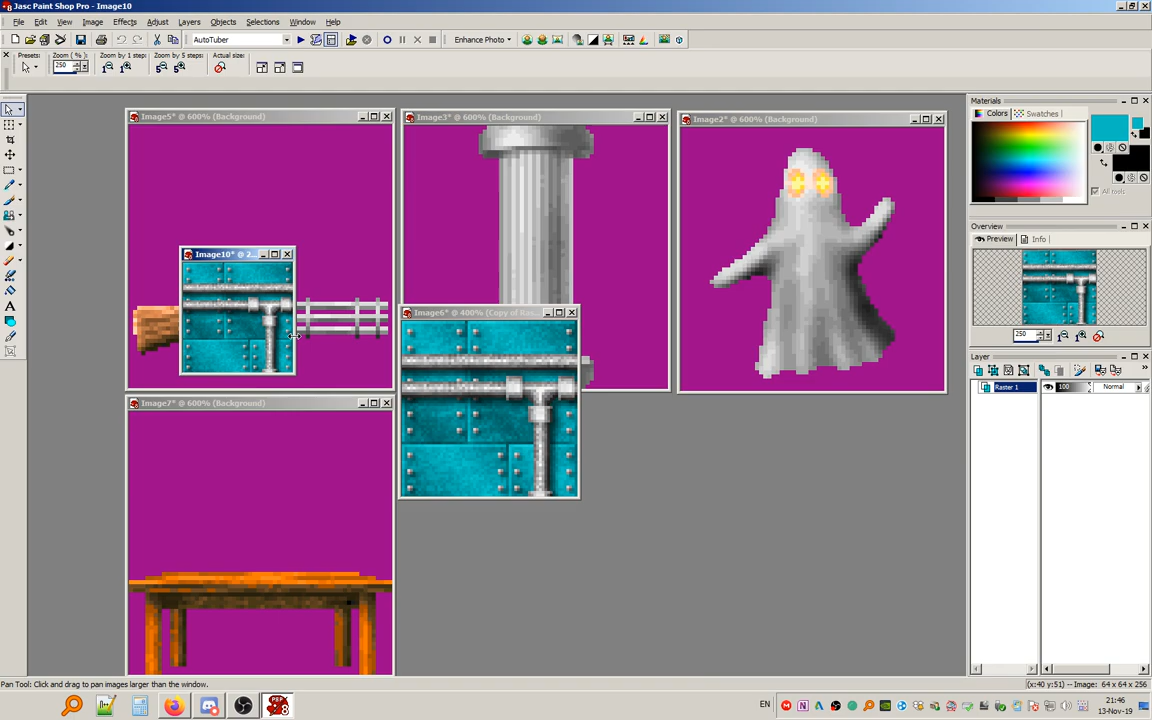 Jasc Paint Shop Pro - Image10
File Edit View Image Effects Adjust Layers Objects Selections Window Help
AutoTuber Enhance Photo
Presets: Zoom (%): Zoom by 1 step: Zoom by 5 steps: Actual size:
250
Image5* @ 600% (Background)
Image3* @ 600% (Background)
Image2* @ 600% (Background)
Image10* @ 2...
Image6* @ 400% (Copy of Ras...
Image7* @ 600% (Background)
Materials
Colors Swatches
All tools
Overview
Preview Info
250
Layer
Raster 1 100 Normal
Pan Tool: Click and drag to pan images larger than the window.
(x:40 y:51) -- Image: 64 x 64 x 256
EN
21:46
13-Nov-19